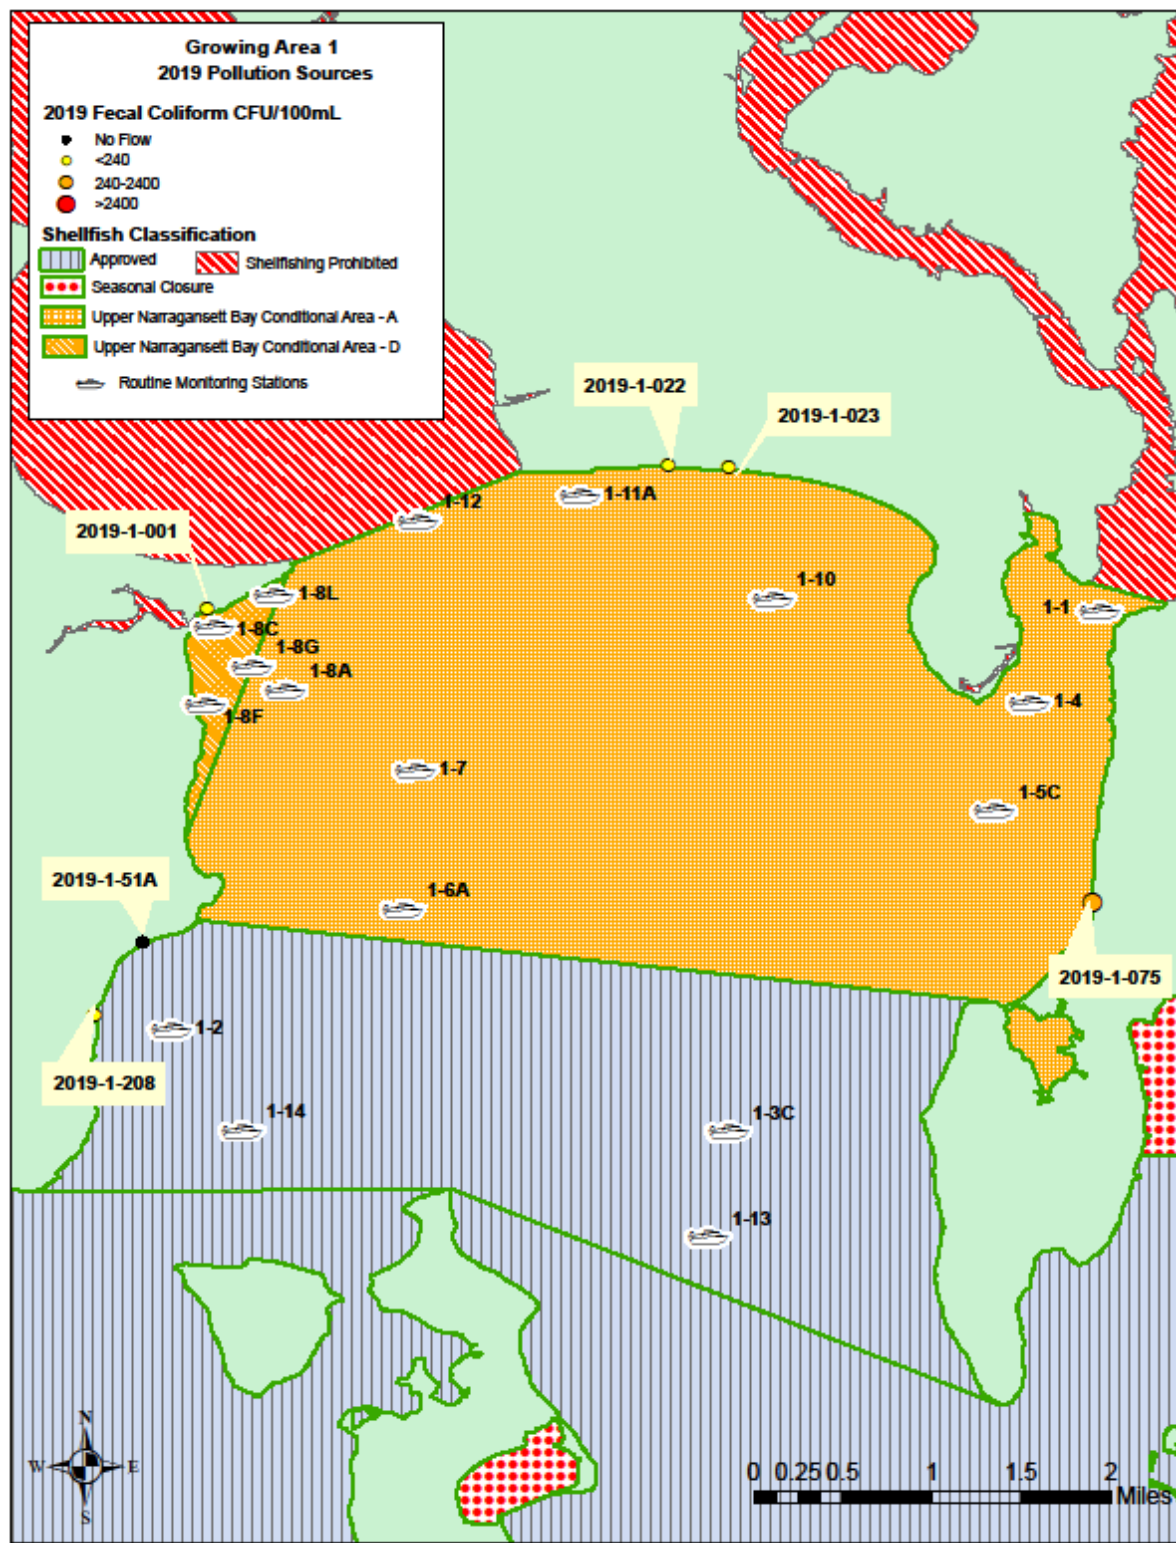 Growing Area 1
2019 Pollution Sources
2019 Fecal Coliform CFU/100mL
No Flow
<240
240-2400
>2400
Shellfish Classification
Approved
Shellfishing Prohibited
Seasonal Closure
Upper Narragansett Bay Conditional Area - A
Upper Narragansett Bay Conditional Area - D
Routine Monitoring Stations
2019-1-022
2019-1-023
1-11A
1-12
2019-1-001
1-8L
1-10
1-1
1-8C
1-8G
1-8A
1-4
1-8F
1-7
1-5C
2019-1-51A
1-6A
2019-1-075
1-2
2019-1-208
1-14
1-3C
1-13
N
W E
S
0 0.25 0.5 1 1.5 2
Miles